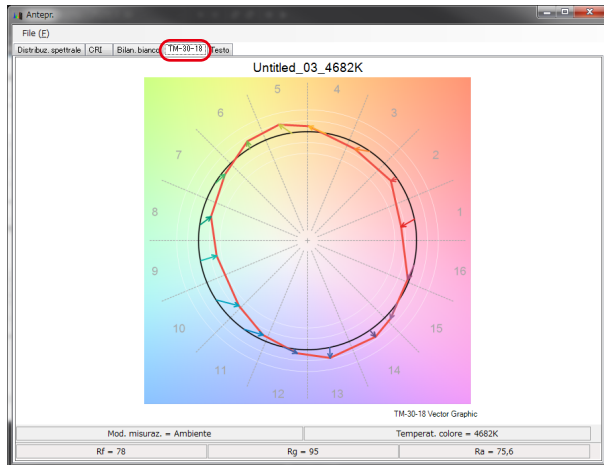 Antepr.
File (F)
Distribuz. spettrale CRI Bilan. bianco TM-30-18 Testo
Untitled_03_4682K
5 4
6 3
7 2
8 1
9 16
10 15
11 14
12 13
TM-30-18 Vector Graphic
Mod. misuraz. = Ambiente Temperat. colore = 4682K
Rf = 78 Rg = 95 Ra = 75,6